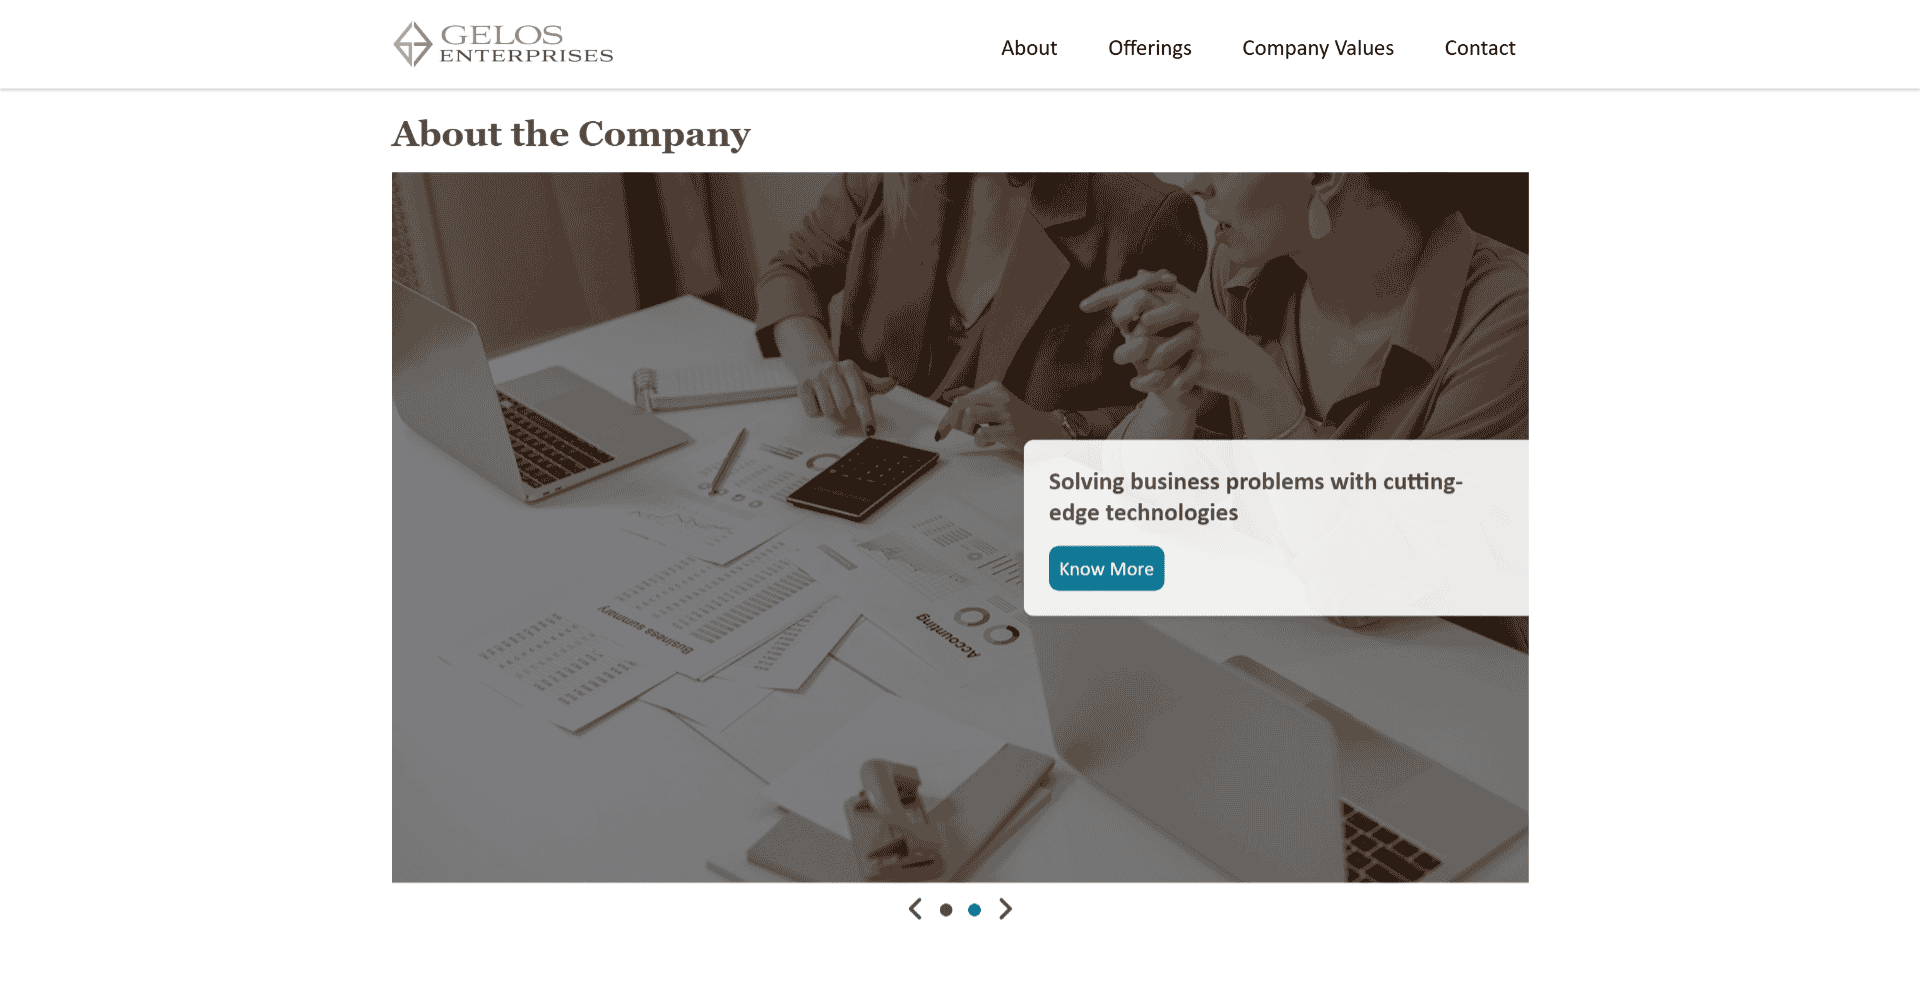 GELOS
ENTERPRISES
About Offerings Company Values Contact
About the Company
Solving business problems with cutting-
edge technologies
Know More
Business summary
Accounting